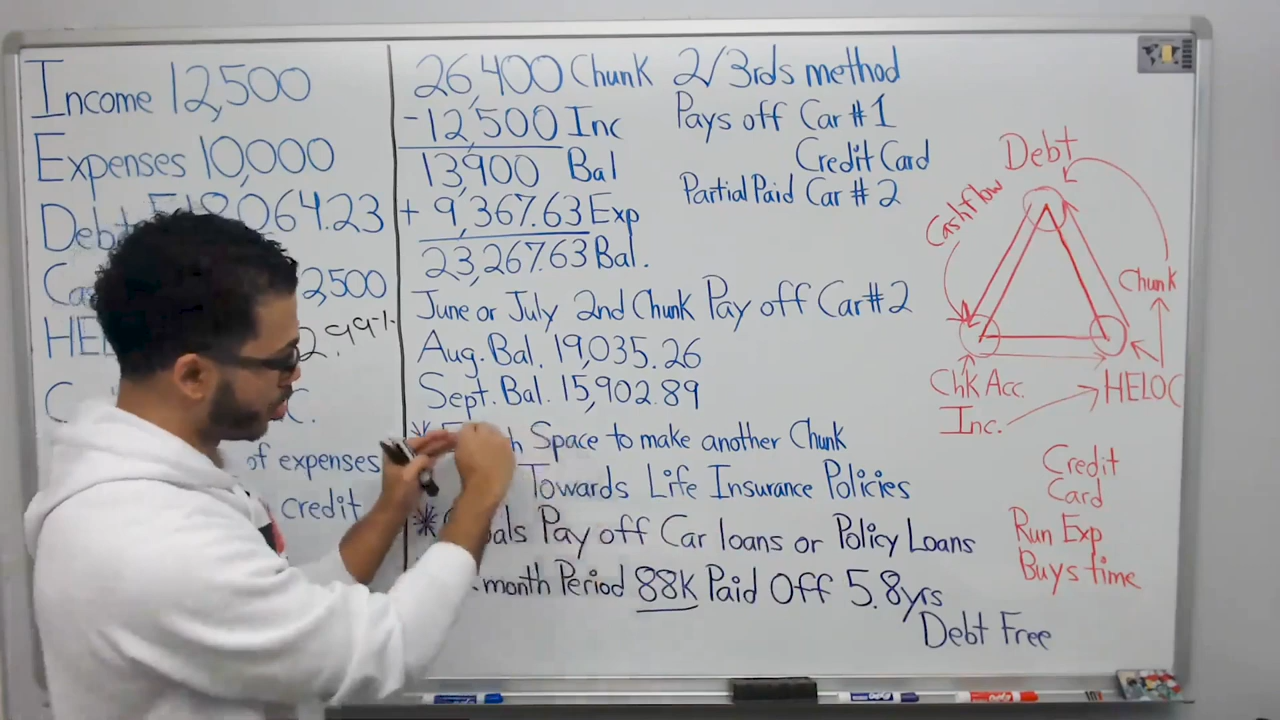 Income 12,500
Expenses 10,000
Debt 064.23
2500
HE 2.99%
C.
of expenses
credit
26,400 Chunk
-12,500 Inc
13,900 Bal
+ 9,367.63 Exp
23,267.63 Bal.
2/3rds method
Pays off Car #1
Credit Card
Partial Paid Car #2
June or July 2nd Chunk Pay off Car #2
Aug. Bal. 19,035.26
Sept. Bal. 15,902.89
* Space to make another Chunk
Towards Life Insurance Policies
* Pay off Car loans or Policy Loans
month Period 88K Paid Off 5.8yrs
Debt Free
Debt
Cashflow
Chunk
Chk Acc.
HELOC
Inc.
Credit
Card
Run Exp
Buys time